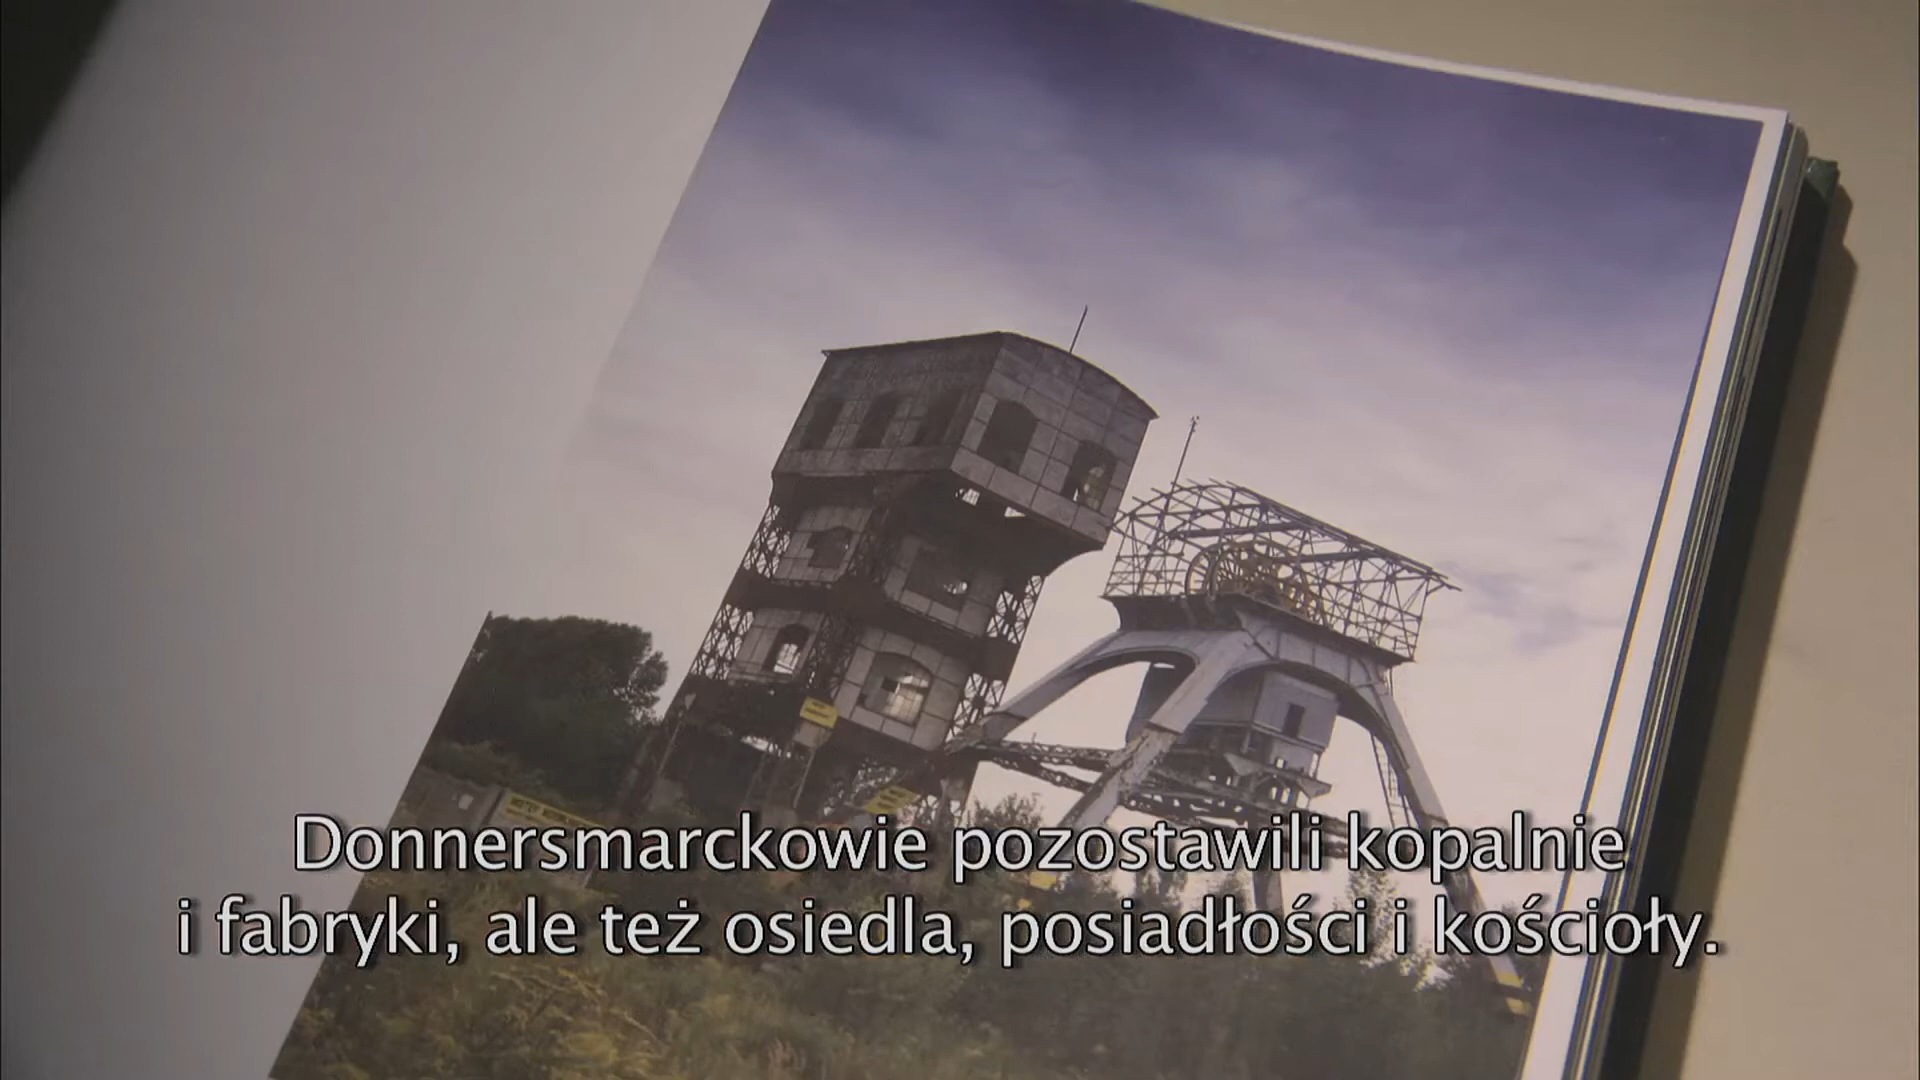 Donnersmarckowie pozostawili kopalnie
i fabryki, ale też osiedla, posiadłości i kościoły.